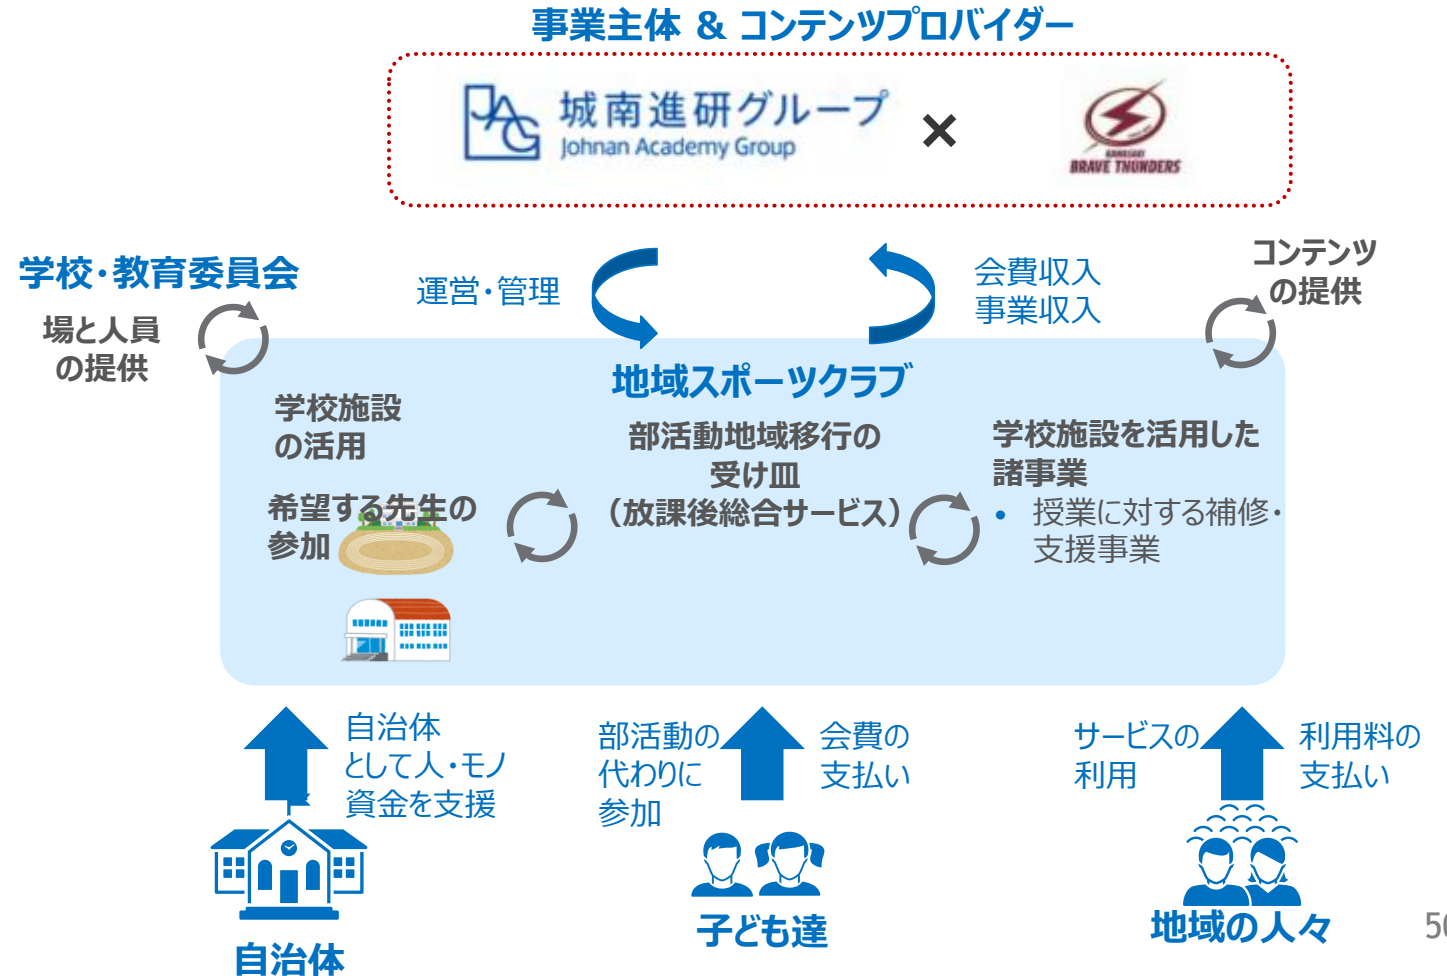 事業主体 & コンテンツプロバイダー
JAG
城南進研グループ
Johnan Academy Group
×
KAWASAKI
BRAVE THUNDERS
学校・教育委員会
場と人員
の提供
運営・管理
会費収入
事業収入
コンテンツ
の提供
地域スポーツクラブ
学校施設
の活用
希望する先生の
参加
部活動地域移行の
受け皿
（放課後総合サービス）
学校施設を活用した
諸事業
• 授業に対する補修・
支援事業
自治体
として人・モノ
資金を支援
部活動の
代わりに
参加
会費の
支払い
サービスの
利用
利用料の
支払い
自治体
子ども達
地域の人々